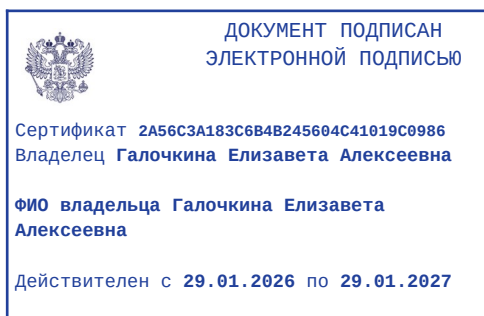 ДОКУМЕНТ ПОДПИСАН
ЭЛЕКТРОННОЙ ПОДПИСЬЮ
Сертификат 2A56C3A183C6B4B245604C41019C0986
Владелец Галочкина Елизавета Алексеевна
ФИО владельца Галочкина Елизавета
Алексеевна
Действителен с 29.01.2026 по 29.01.2027